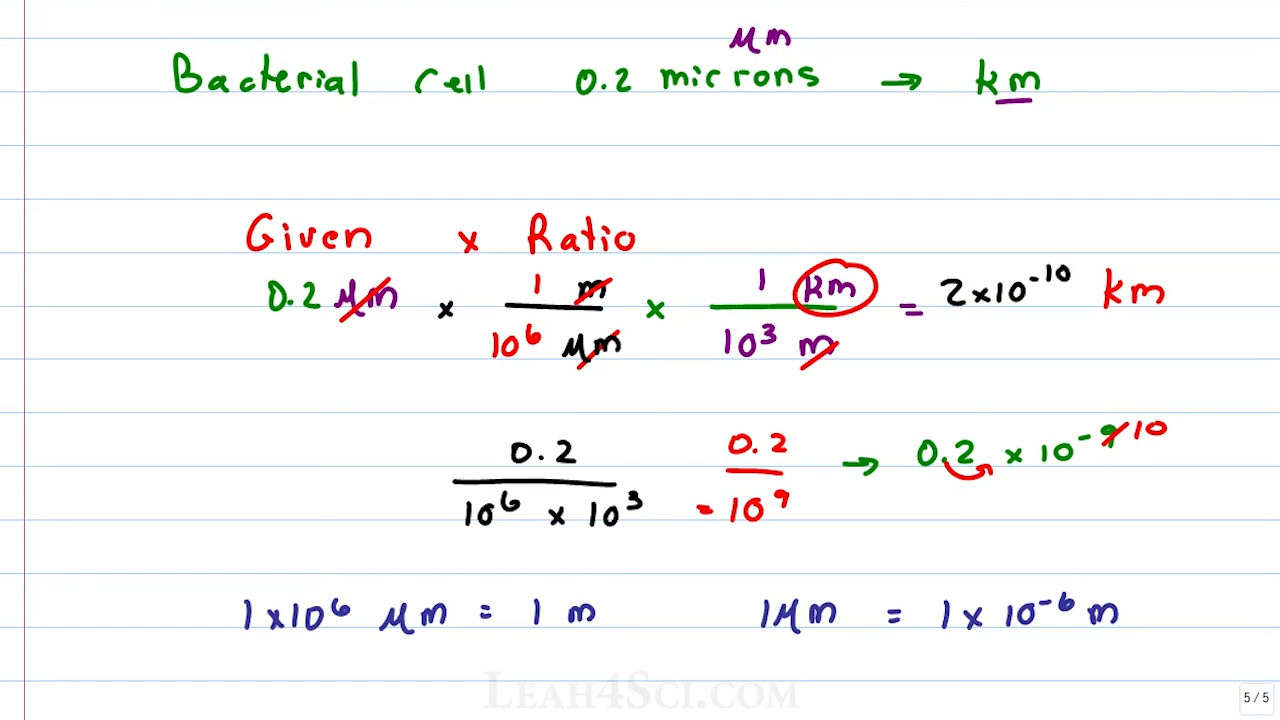 μm
Bacterial cell 0.2 microns → km
Given x Ratio
0.2 μm x 1 m / 10⁶ μm x 1 km / 10³ m = 2x10⁻¹⁰ km
0.2 / 10⁶ x 10³ = 0.2 / 10⁹ → 0.2 x 10⁻⁹ 10
1x10⁶ μm = 1 m 1μm = 1x10⁻⁶ m
LEAH4SCI.COM
5/5